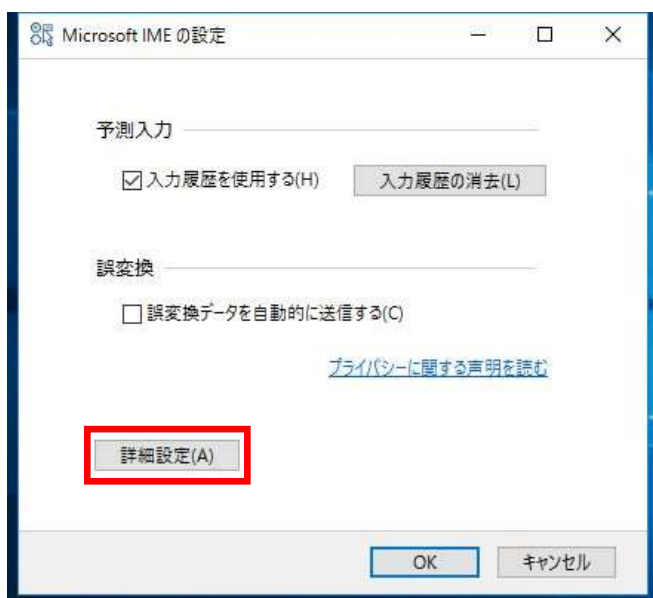 Microsoft IME の設定
予測入力
入力履歴を使用する(H)
入力履歴の消去(L)
誤変換
誤変換データを自動的に送信する(C)
プライバシーに関する声明を読む
詳細設定(A)
OK
キャンセル